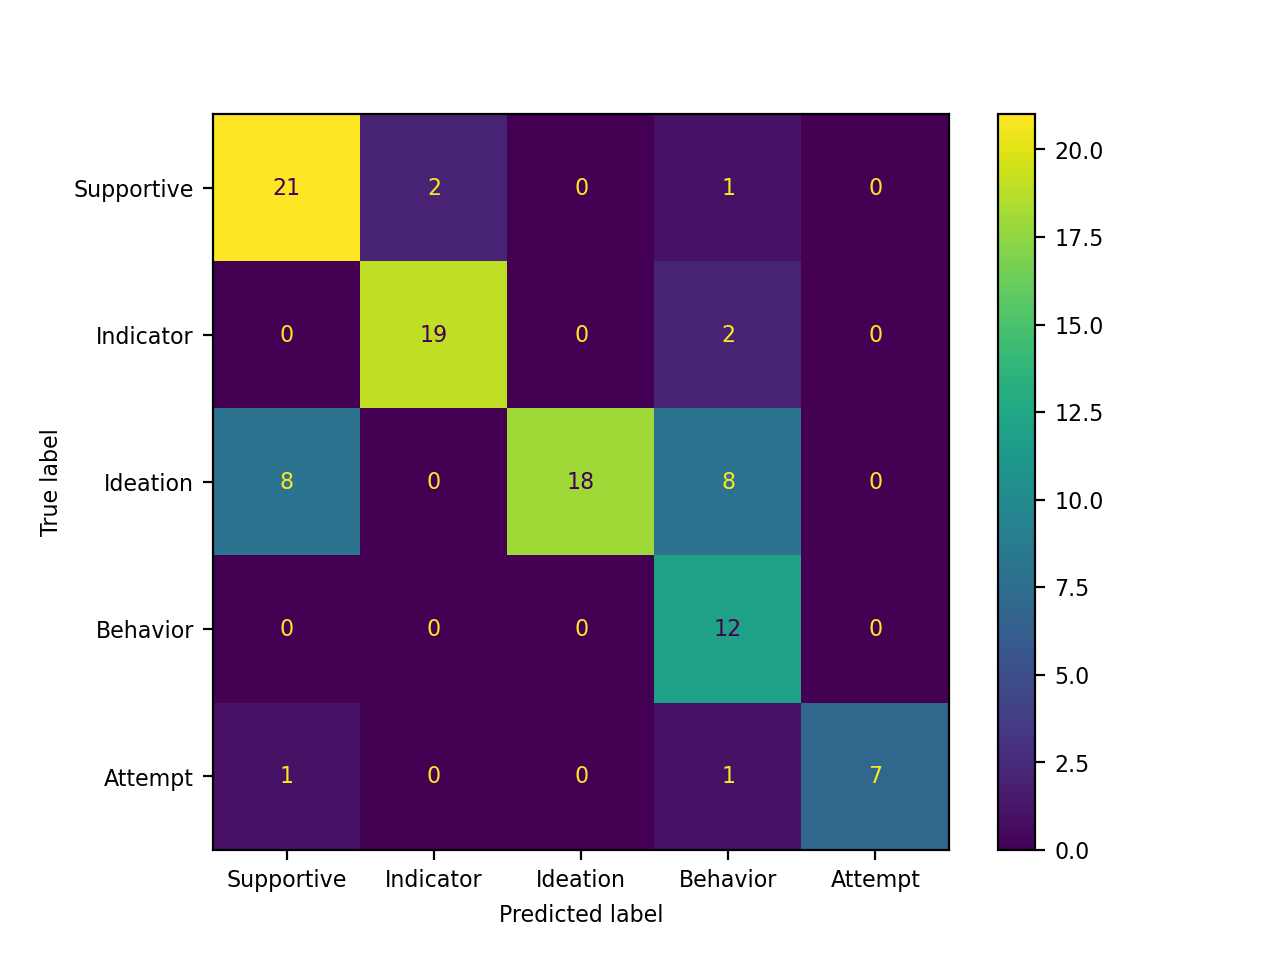 Supportive 21 2 0 1 0
Indicator 0 19 0 2 0
Ideation 8 0 18 8 0
Behavior 0 0 0 12 0
Attempt 1 0 0 1 7
Supportive Indicator Ideation Behavior Attempt
Predicted label
True label
20.0
17.5
15.0
12.5
10.0
7.5
5.0
2.5
0.0